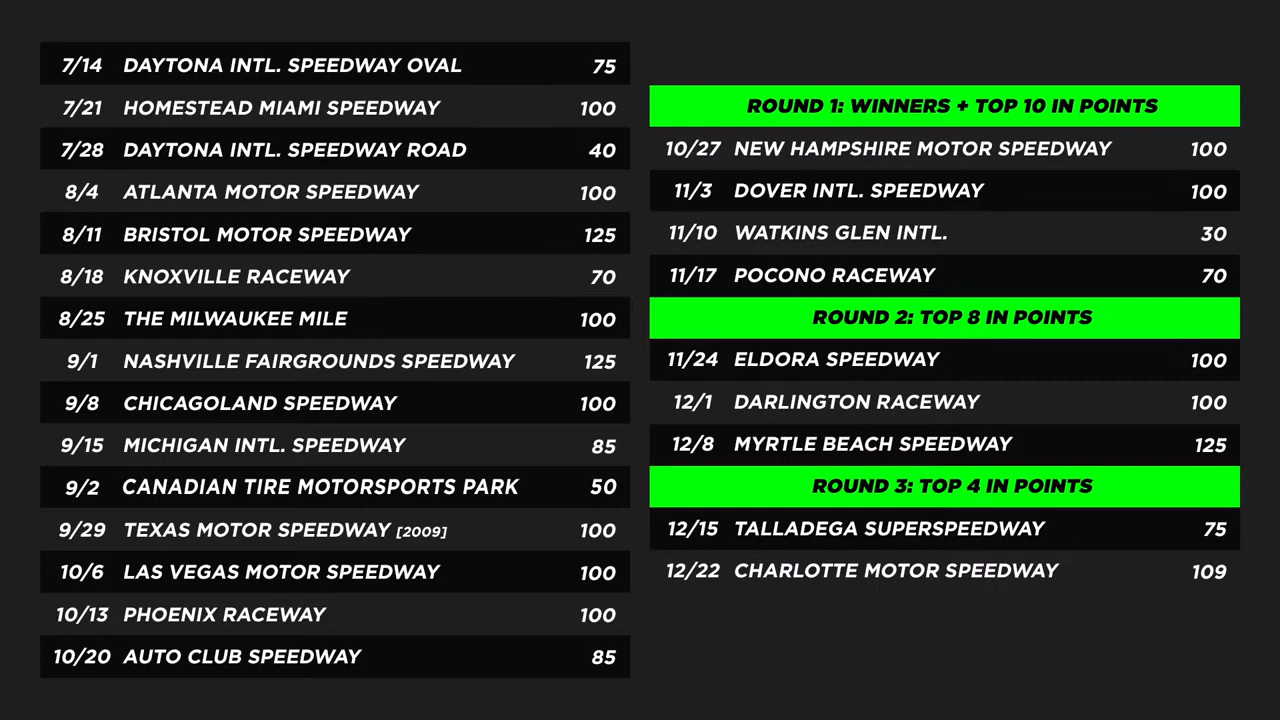 7/14 DAYTONA INTL. SPEEDWAY OVAL 75
7/21 HOMESTEAD MIAMI SPEEDWAY 100
7/28 DAYTONA INTL. SPEEDWAY ROAD 40
8/4 ATLANTA MOTOR SPEEDWAY 100
8/11 BRISTOL MOTOR SPEEDWAY 125
8/18 KNOXVILLE RACEWAY 70
8/25 THE MILWAUKEE MILE 100
9/1 NASHVILLE FAIRGROUNDS SPEEDWAY 125
9/8 CHICAGOLAND SPEEDWAY 100
9/15 MICHIGAN INTL. SPEEDWAY 85
9/2 CANADIAN TIRE MOTORSPORTS PARK 50
9/29 TEXAS MOTOR SPEEDWAY [2009] 100
10/6 LAS VEGAS MOTOR SPEEDWAY 100
10/13 PHOENIX RACEWAY 100
10/20 AUTO CLUB SPEEDWAY 85
ROUND 1: WINNERS + TOP 10 IN POINTS
10/27 NEW HAMPSHIRE MOTOR SPEEDWAY 100
11/3 DOVER INTL. SPEEDWAY 100
11/10 WATKINS GLEN INTL. 30
11/17 POCONO RACEWAY 70
ROUND 2: TOP 8 IN POINTS
11/24 ELDORA SPEEDWAY 100
12/1 DARLINGTON RACEWAY 100
12/8 MYRTLE BEACH SPEEDWAY 125
ROUND 3: TOP 4 IN POINTS
12/15 TALLADEGA SUPERSPEEDWAY 75
12/22 CHARLOTTE MOTOR SPEEDWAY 109